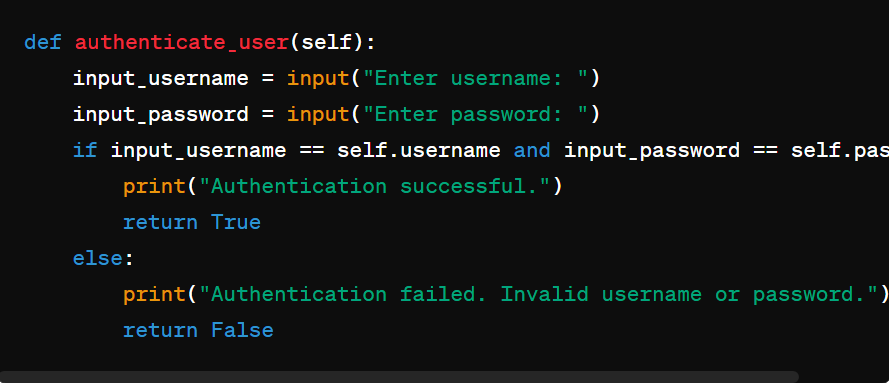 def authenticate_user(self):
input_username = input("Enter username: ")
input_password = input("Enter password: ")
if input_username == self.username and input_password == self.pas
print("Authentication successful.")
return True
else:
print("Authentication failed. Invalid username or password.")
return False